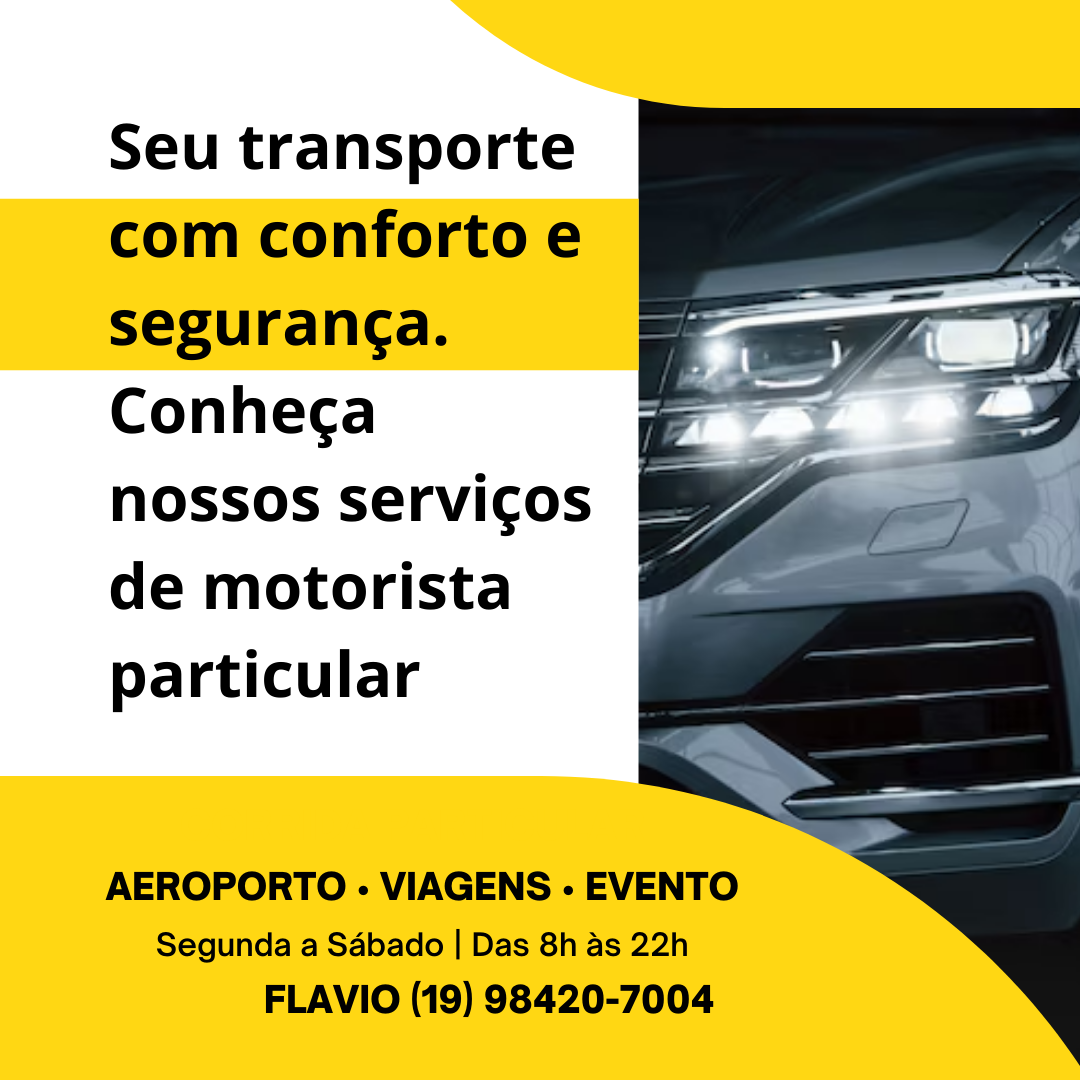 Seu transporte
com conforto e
segurança.
Conheça
nossos serviços
de motorista
particular
AEROPORTO • VIAGENS • EVENTO
Segunda a Sábado | Das 8h às 22h
FLAVIO (19) 98420-7004